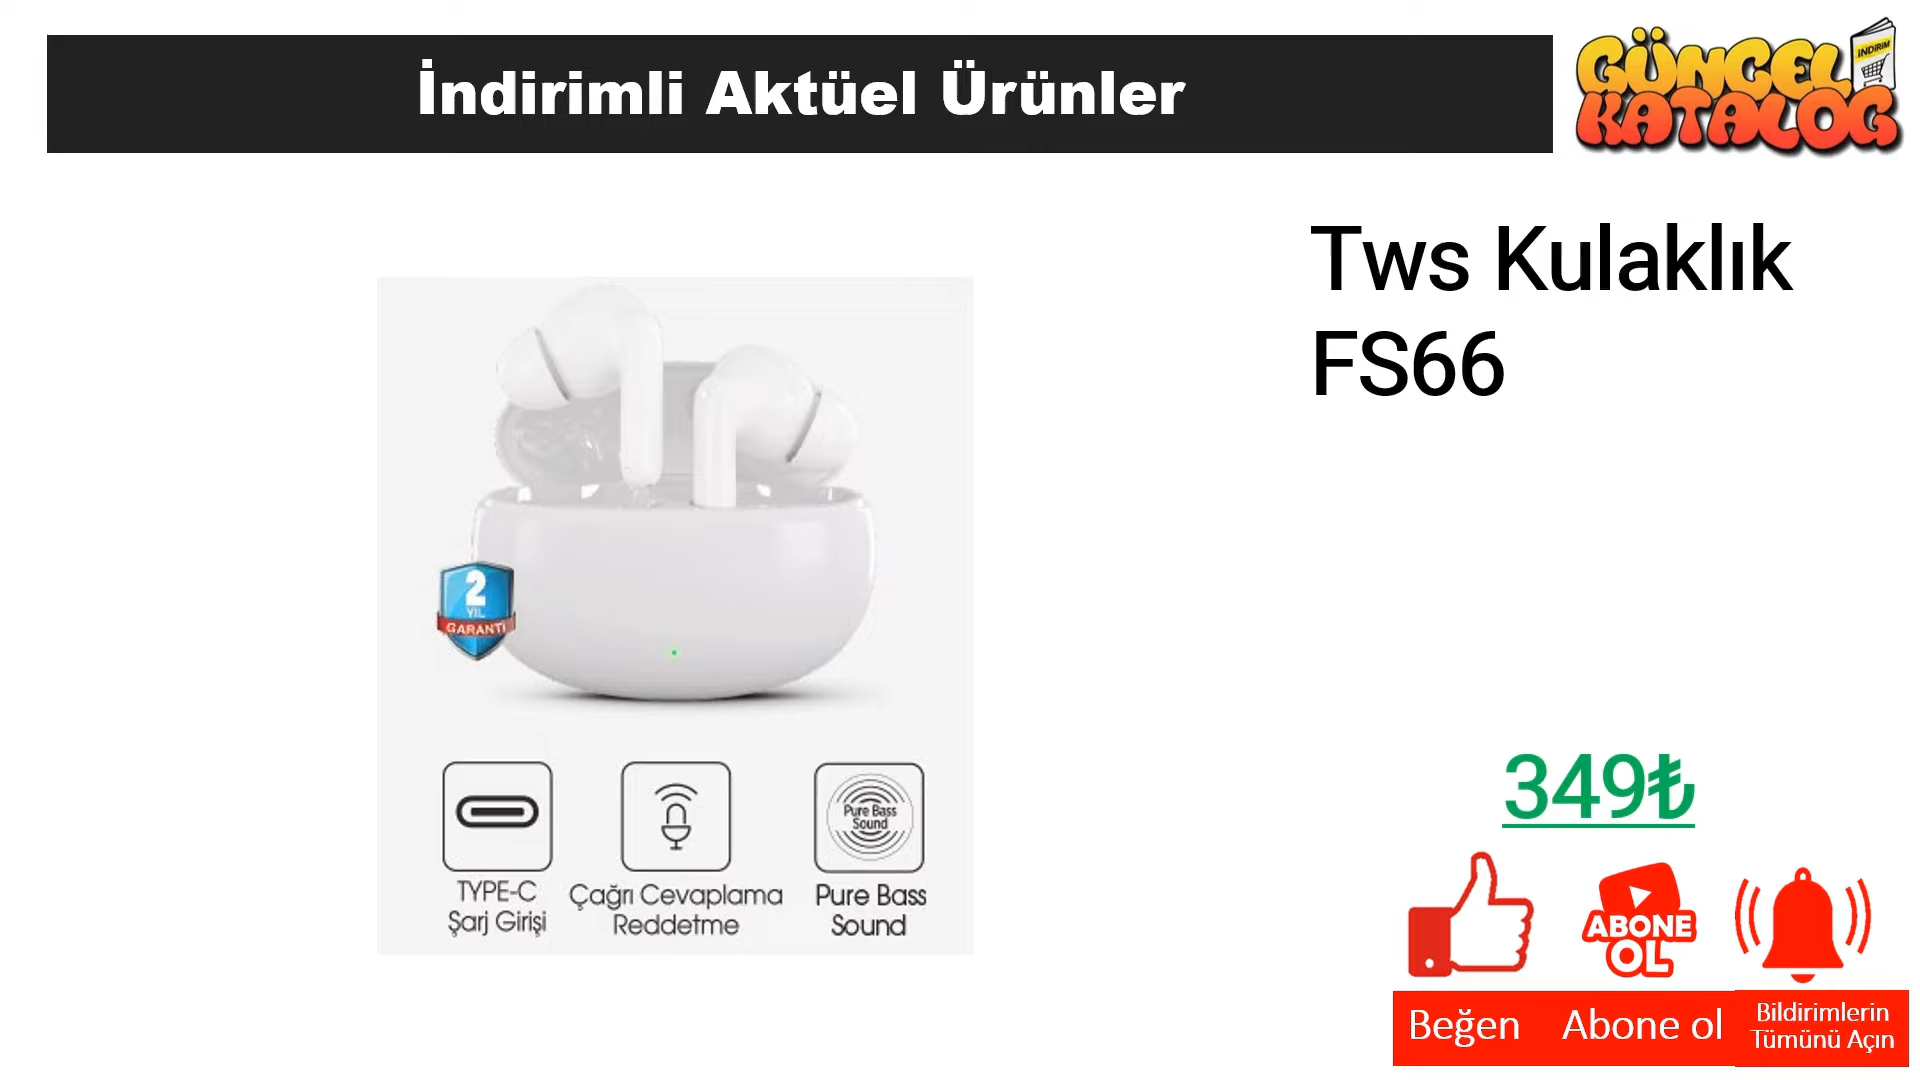 İndirimli Aktüel Ürünler
GÜNCEL
KATALOG
İNDİRİM
Tws Kulaklık
FS66
2
YIL
GARANTİ
Pure Bass
Sound
TYPE-C
Şarj Girişi
Çağrı Cevaplama
Reddetme
Pure Bass
Sound
349₺
ABONE
OL
Beğen
Abone ol
Bildirimlerin
Tümünü Açın